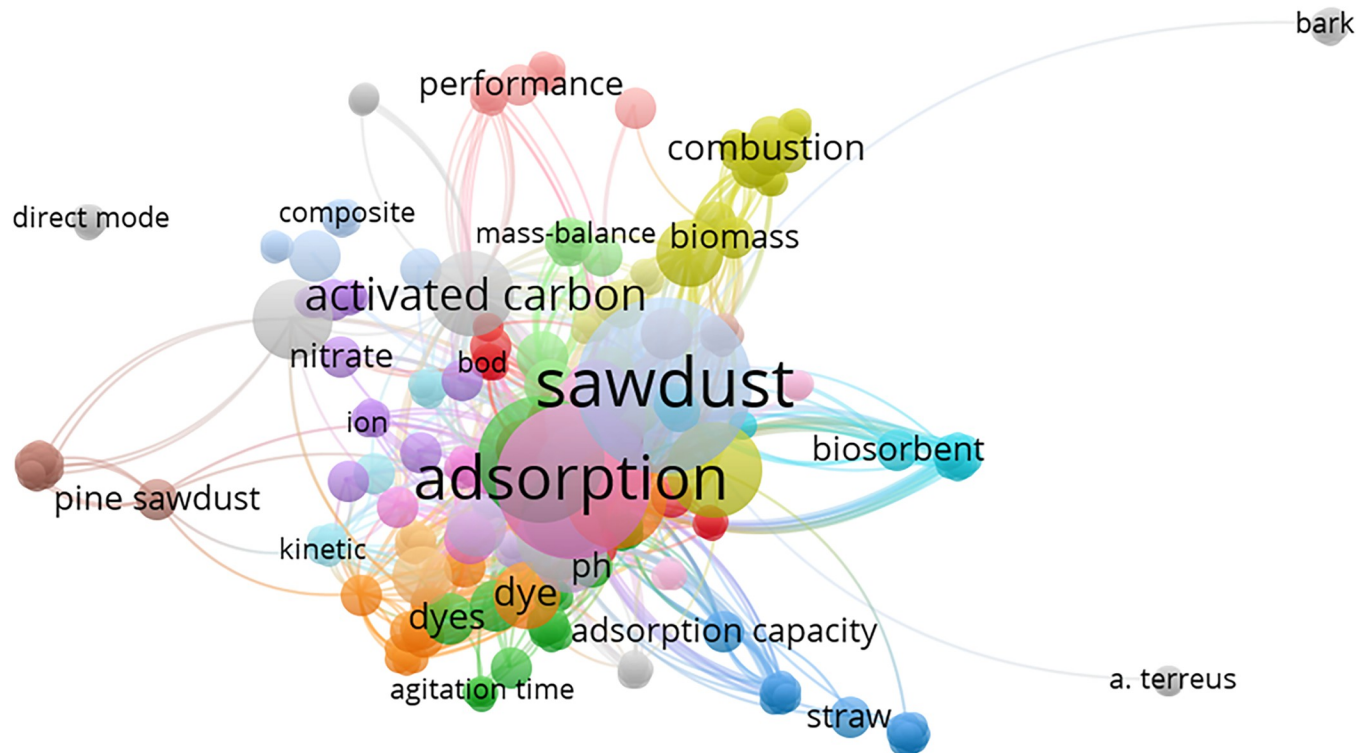 bark
performance
combustion
direct mode
composite
mass-balance
biomass
activated carbon
nitrate
bod
sawdust
ion
biosorbent
adsorption
pine sawdust
kinetic
ph
dye
dyes
adsorption capacity
agitation time
a. terreus
straw